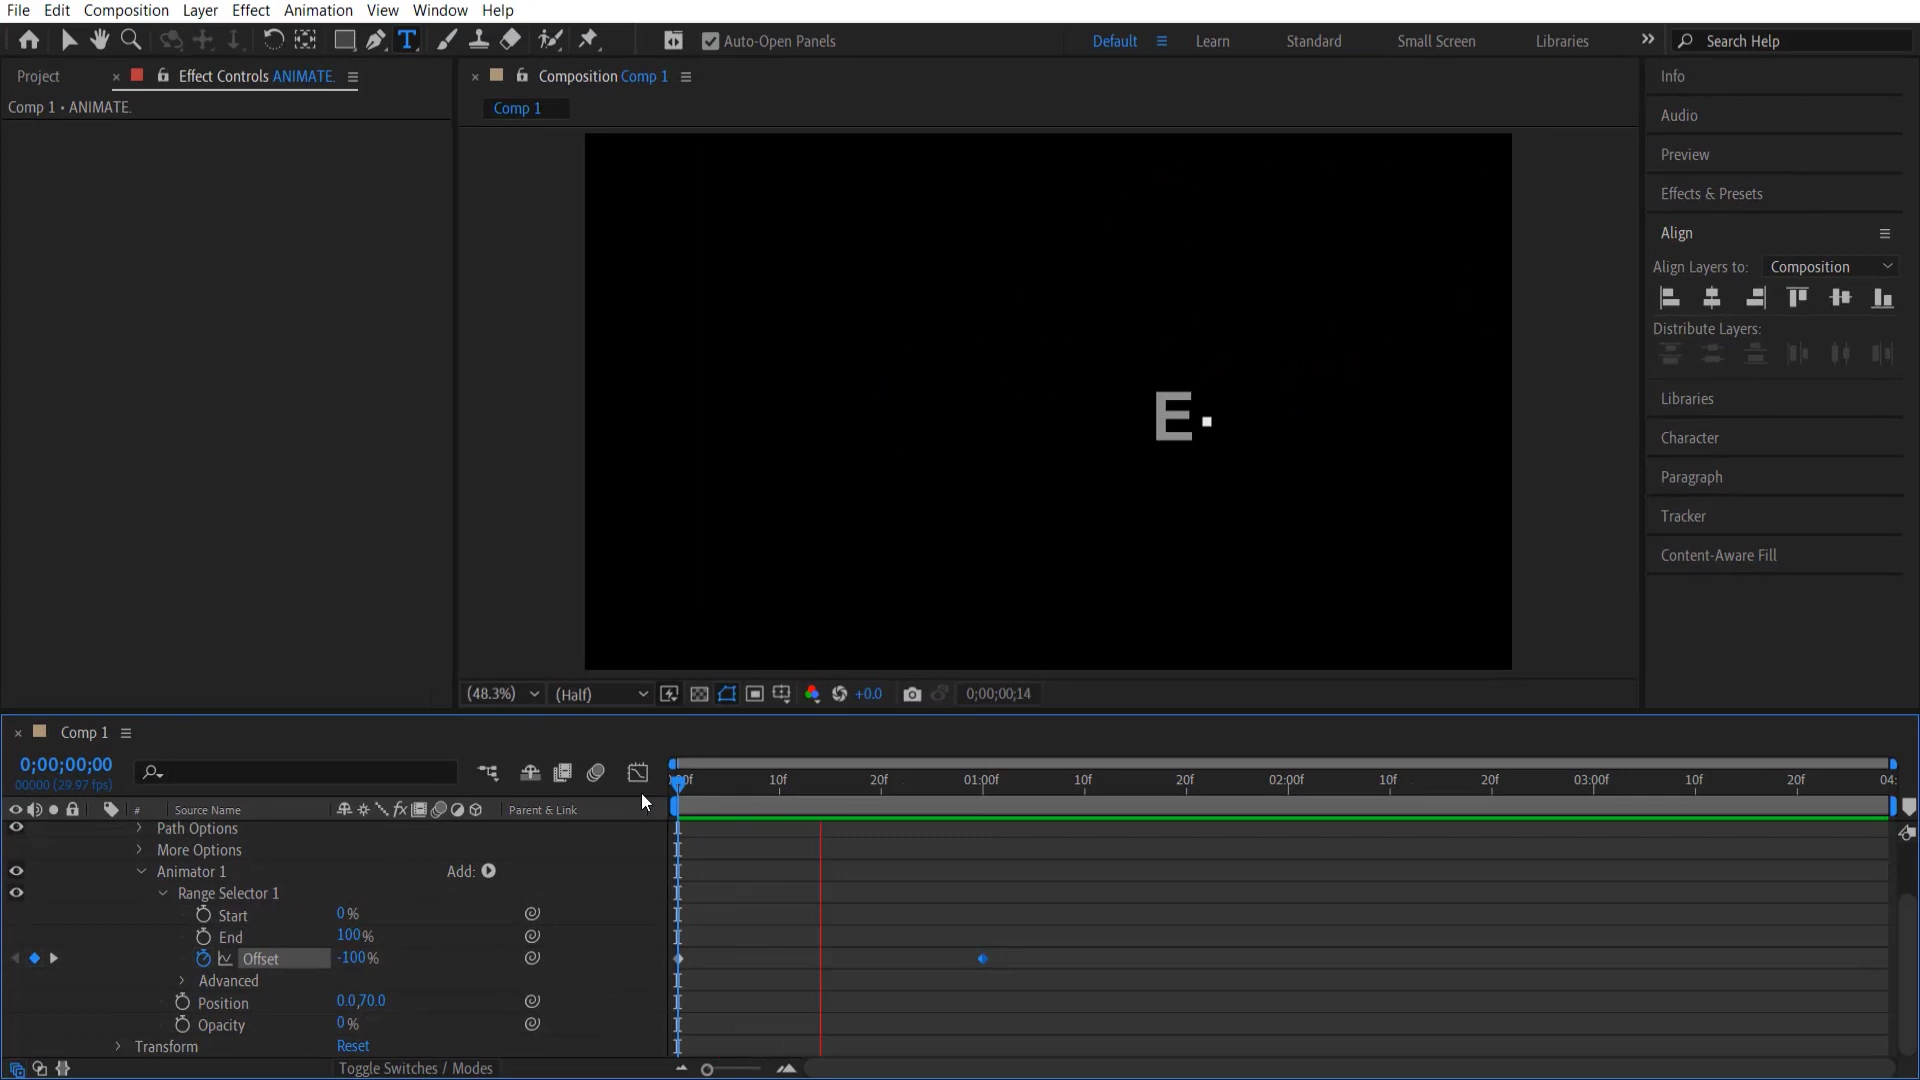 File Edit Composition Layer Effect Animation View Window Help
Auto-Open Panels Default Learn Standard Small Screen Libraries Search Help
Project Effect Controls ANIMATE. Composition Comp 1
Comp 1 • ANIMATE.
Comp 1
Info
Audio
Preview
Effects & Presets
Align
Align Layers to: Composition
Distribute Layers:
Libraries
Character
Paragraph
Tracker
Content-Aware Fill
E.
(48.3%) (Half) +0.0 0;00;00;14
Comp 1
0;00;00;00
00000 (29.97 fps)
10f 20f 01:00f 10f 20f 02:00f 10f 20f 03:00f 10f 20f 04:
# Source Name fx Parent & Link
Path Options
More Options
Animator 1 Add:
Range Selector 1
Start 0%
End 100%
Offset -100%
Advanced
Position 0.0,70.0
Opacity 0%
Transform Reset
Toggle Switches / Modes